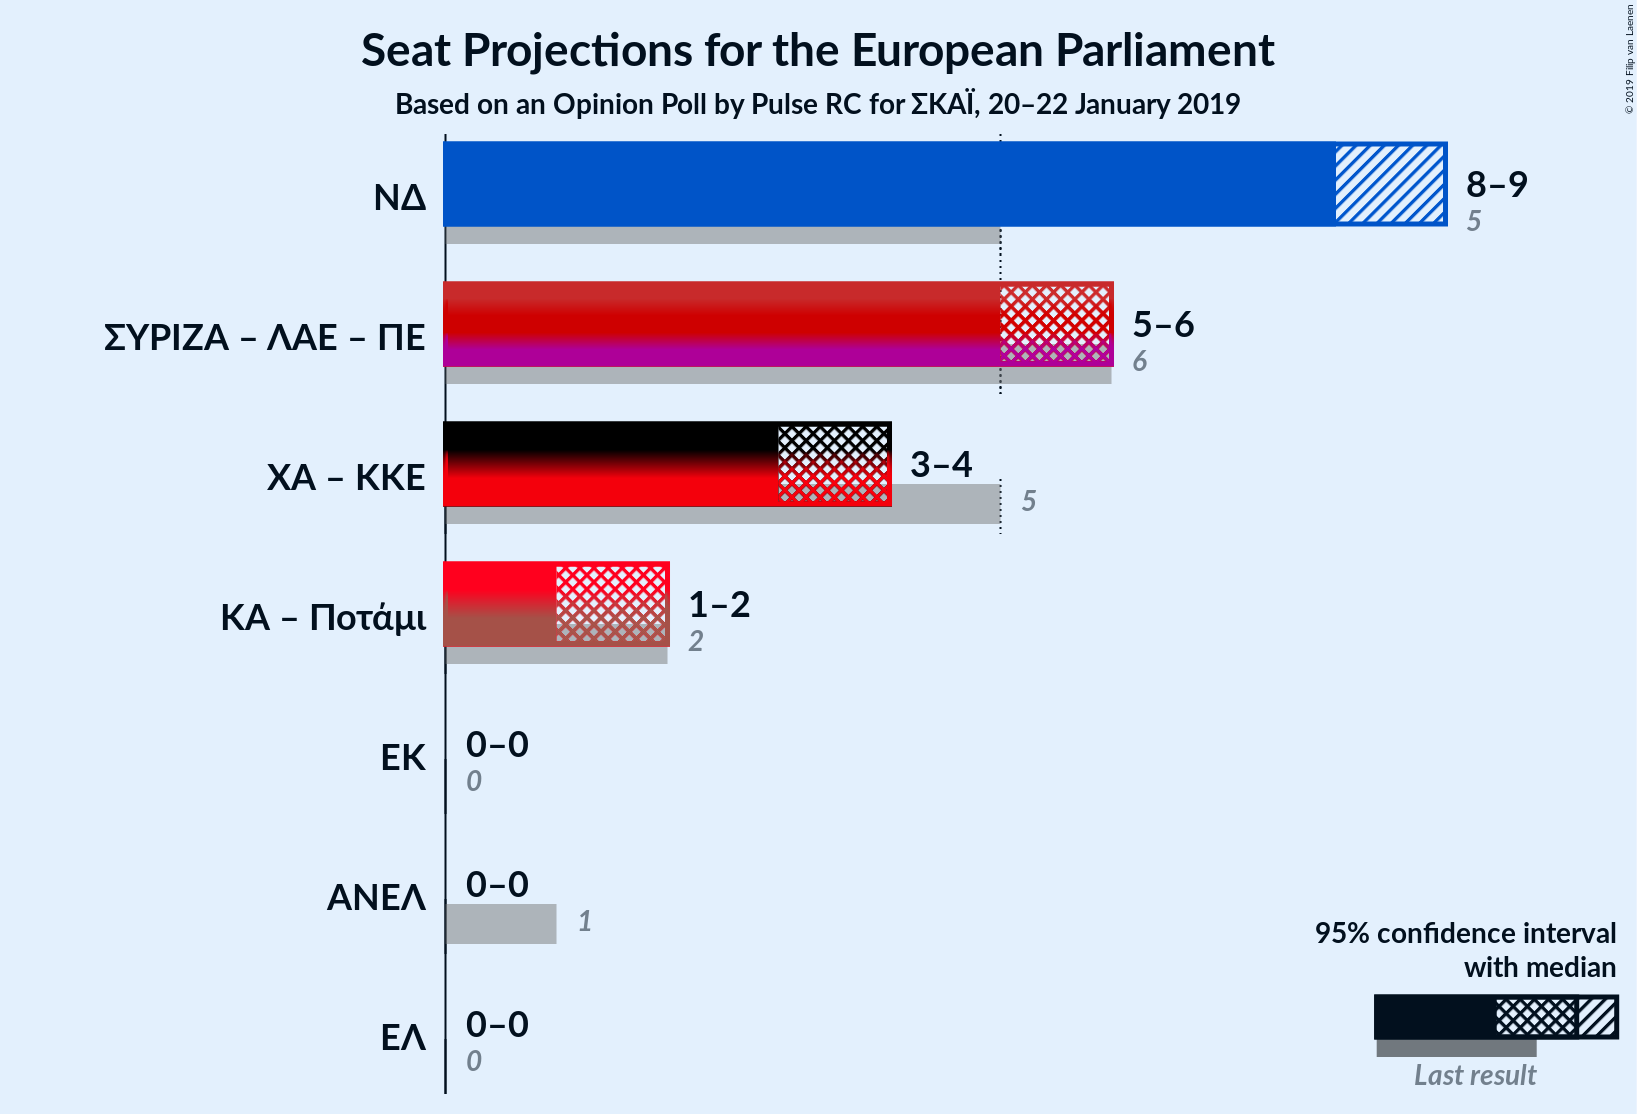 Seat Projections for the European Parliament
Based on an Opinion Poll by Pulse RC for ΣΚΑΪ, 20–22 January 2019
© 2019 Filip van Laenen
ΝΔ
8–9
5
ΣΥΡΙΖΑ – ΛΑΕ – ΠΕ
5–6
6
ΧΑ – ΚΚΕ
3–4
5
ΚΑ – Ποτάμι
1–2
2
ΕΚ
0–0
0
ΑΝΕΛ
0–0
1
ΕΛ
0–0
0
95% confidence interval
with median
Last result